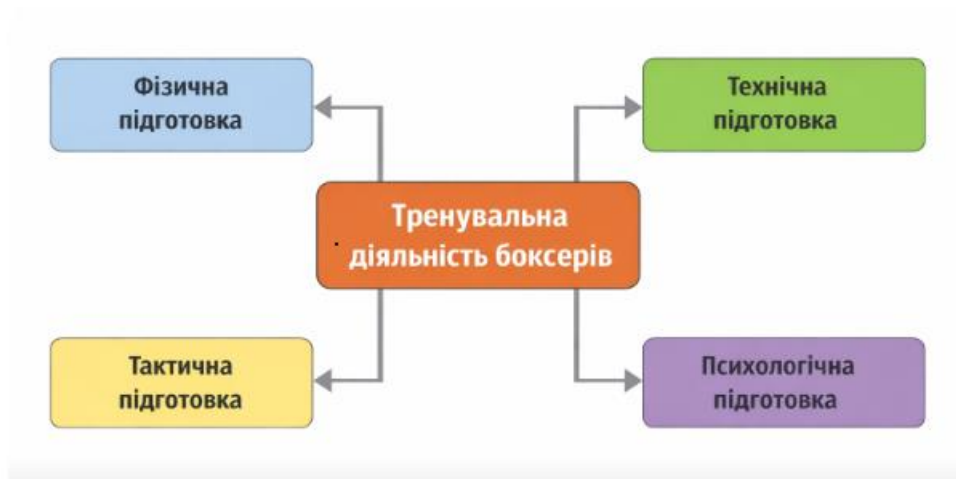 Фізична
підготовка
Технічна
підготовка
Тренувальна
діяльність боксерів
Тактична
підготовка
Психологічна
підготовка